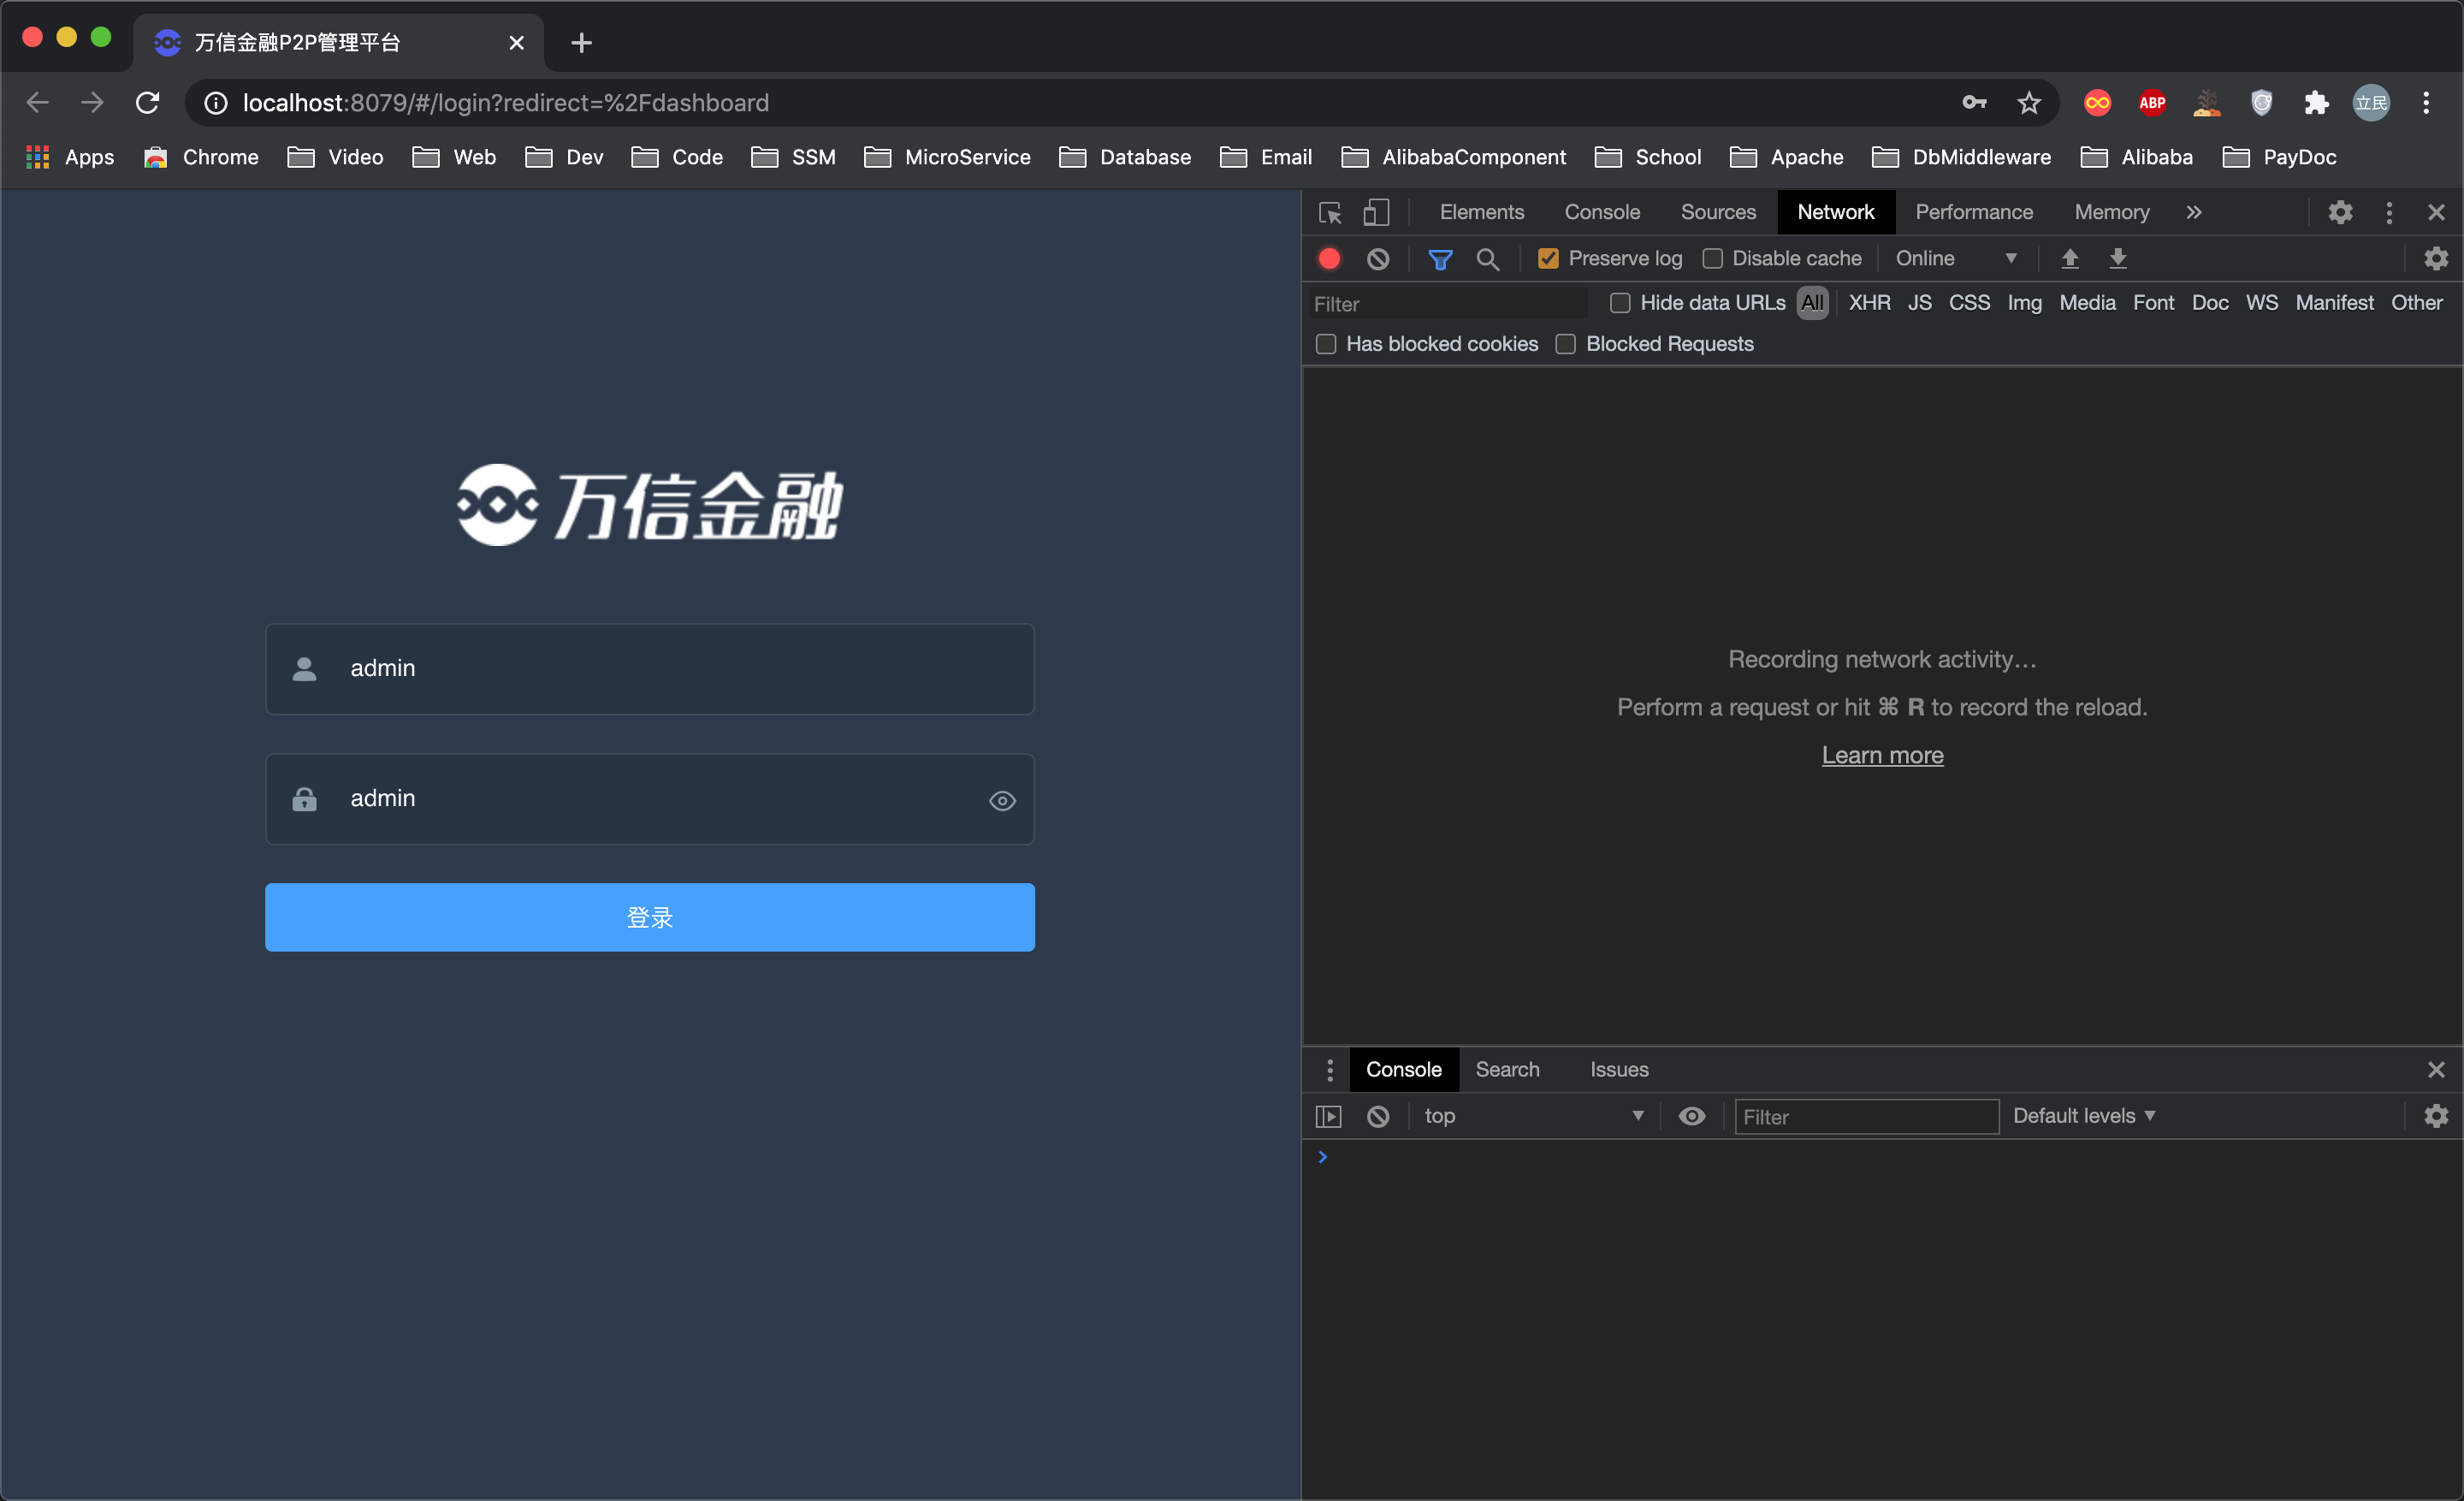 万信金融P2P管理平台
localhost:8079/#/login?redirect=%2Fdashboard
ABP
立民
Apps Chrome Video Web Dev Code SSM MicroService Database Email AlibabaComponent School Apache DbMiddleware Alibaba PayDoc
万信金融
admin
admin
登录
Elements Console Sources Network Performance Memory
Preserve log Disable cache Online
Filter Hide data URLs All XHR JS CSS Img Media Font Doc WS Manifest Other
Has blocked cookies Blocked Requests
Recording network activity…
Perform a request or hit ⌘ R to record the reload.
Learn more
Console Search Issues
top Filter Default levels